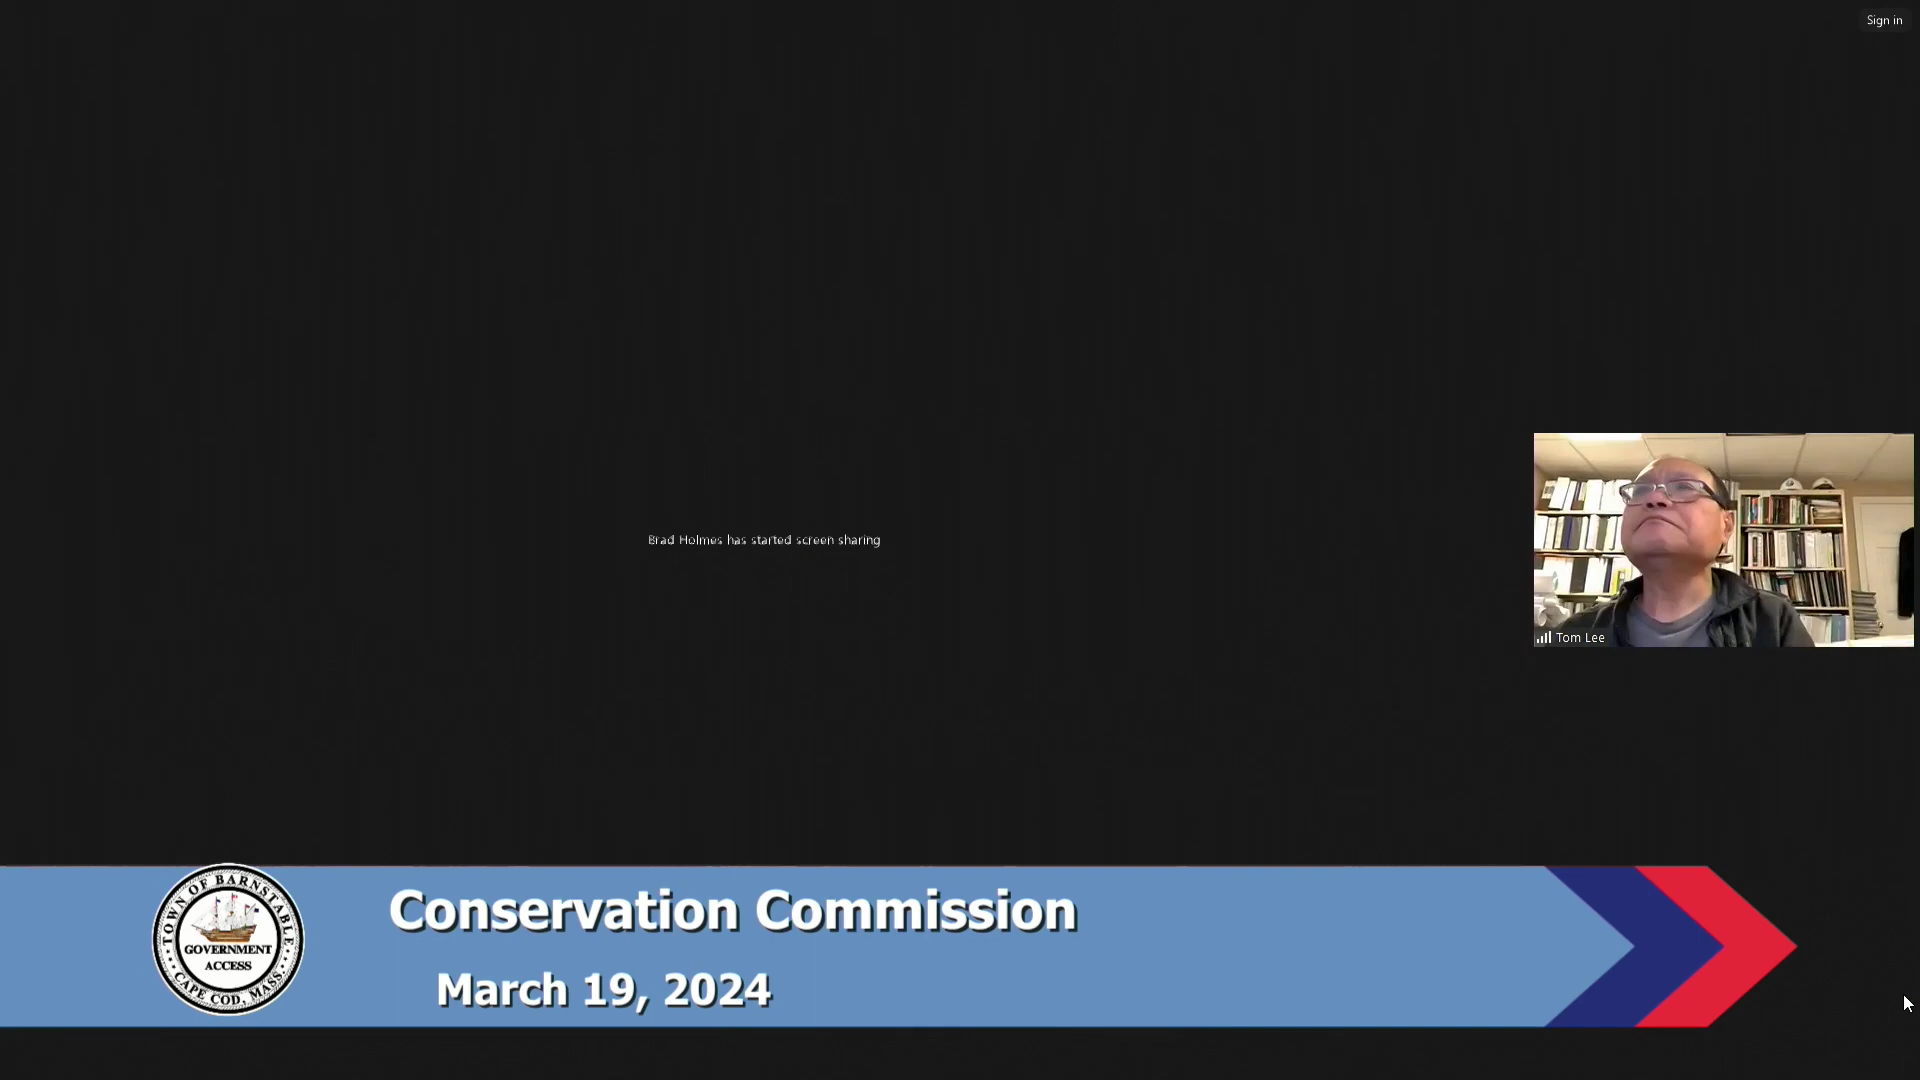 Sign in
Brad Holmes has started screen sharing
Tom Lee
TOWN OF BARNSTABLE
GOVERNMENT
ACCESS
CAPE COD, MASS.
Conservation Commission
March 19, 2024